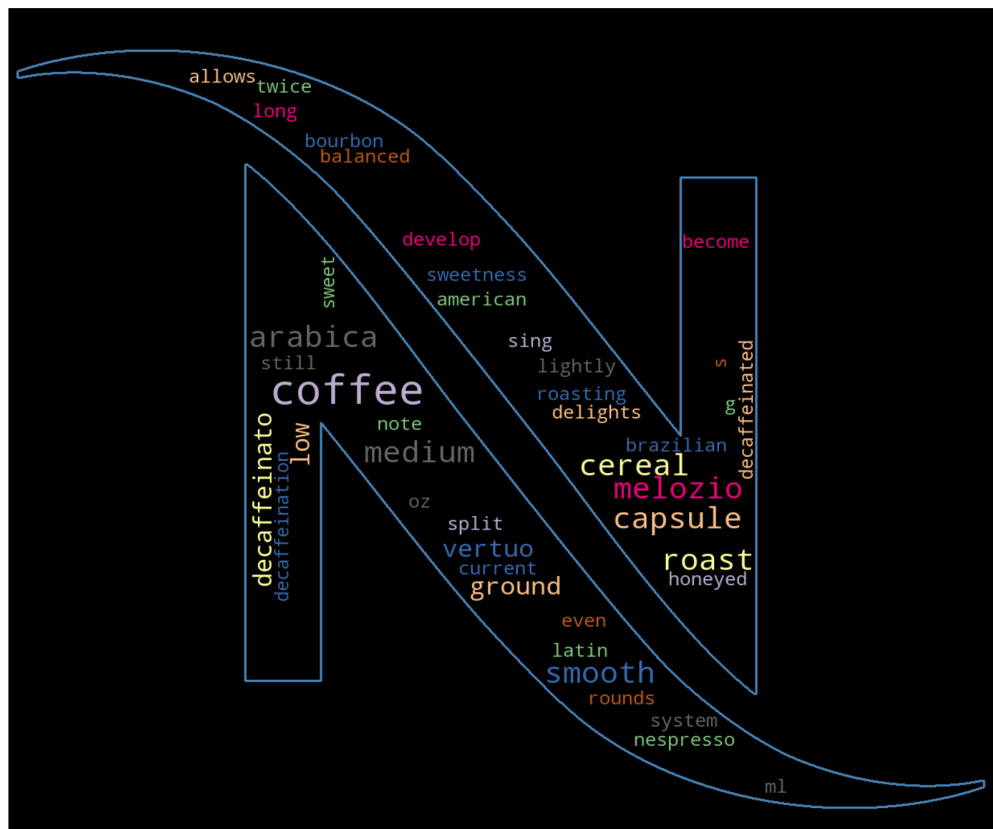 allows
twice
long
bourbon
balanced
develop
become
sweet
sweetness
american
arabica
sing
still
lightly
s
coffee
roasting
delights
g
decaffeinated
note
low
medium
brazilian
cereal
decaffeinato
decaffeination
melozio
oz
capsule
split
vertuo
roast
current
honeyed
ground
even
latin
smooth
rounds
system
nespresso
ml